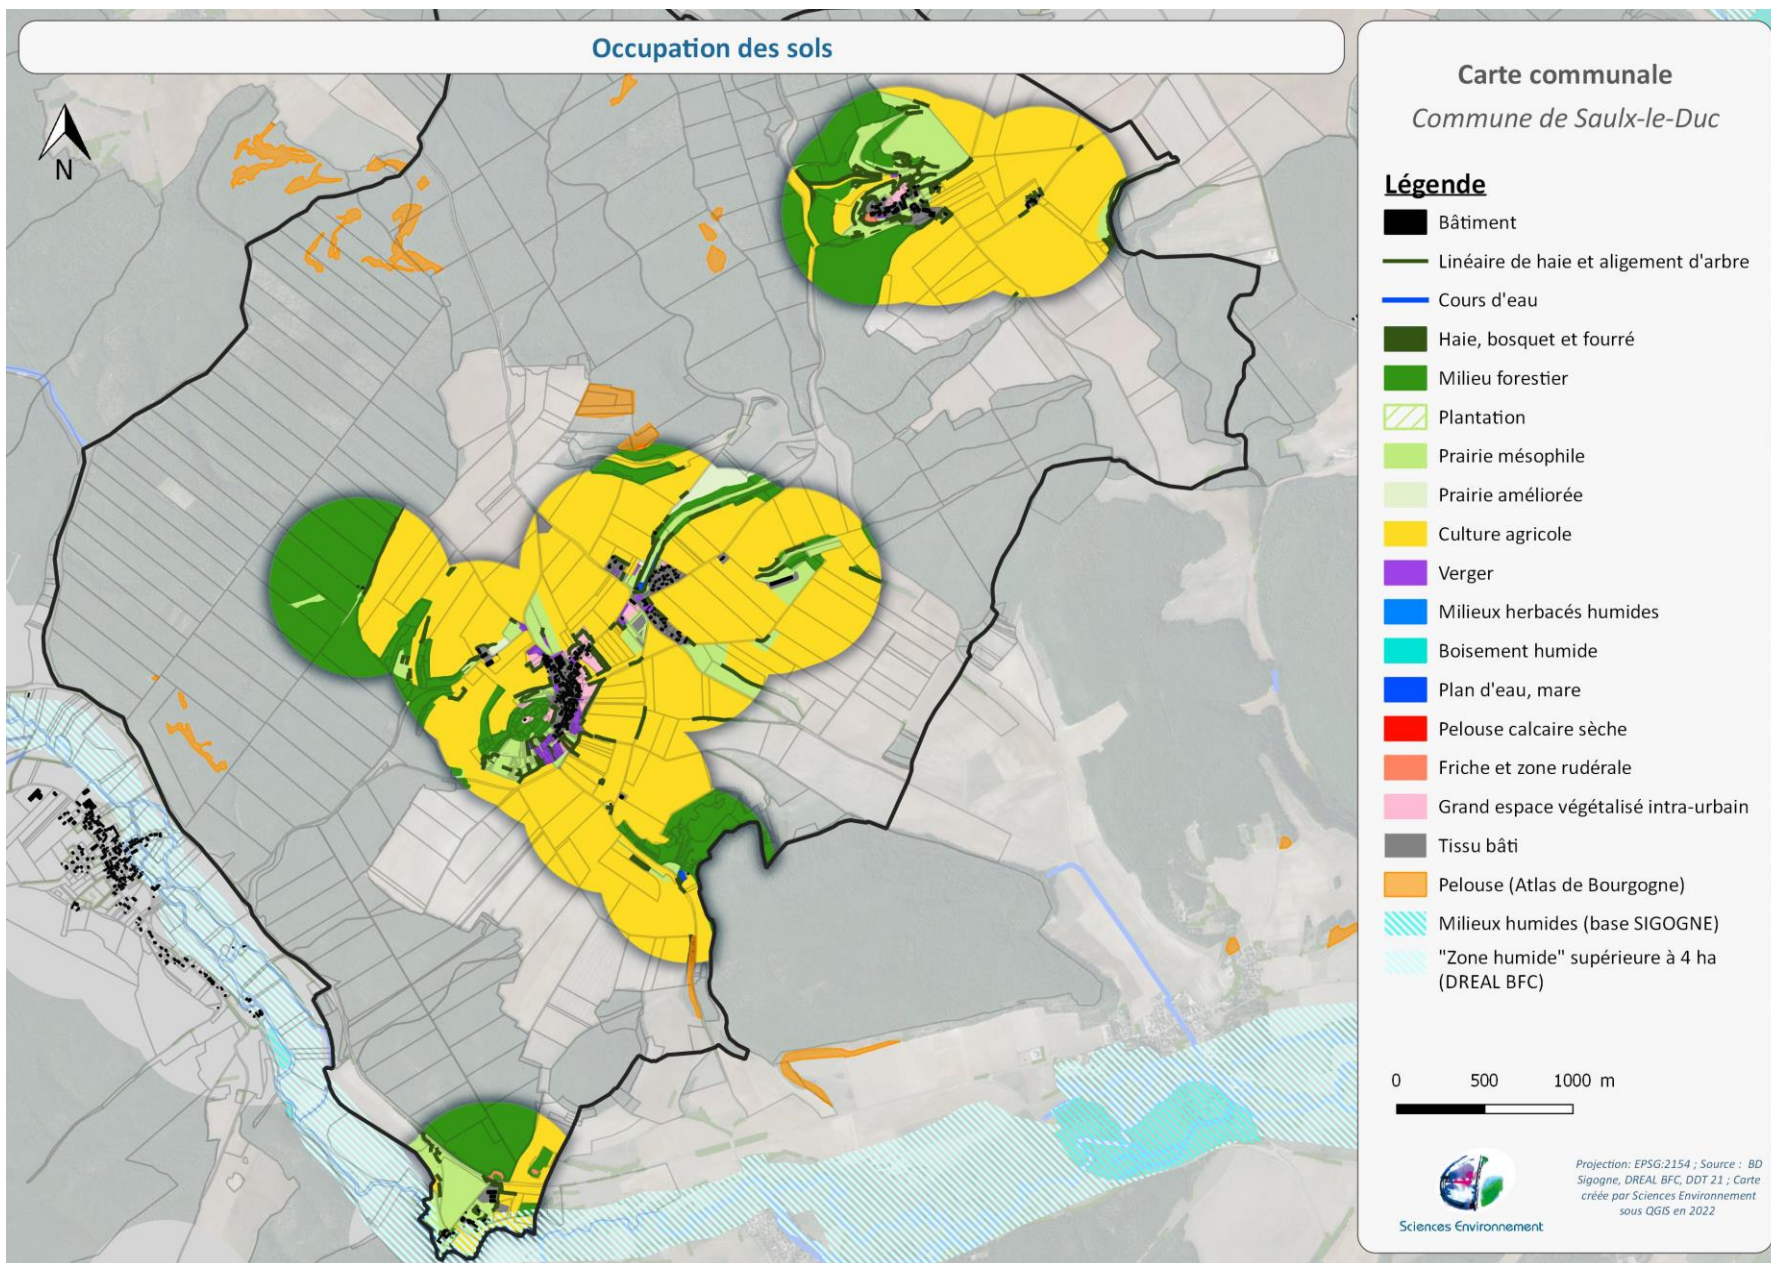 Occupation des sols
N
Carte communale
Commune de Saulx-le-Duc
Légende
Bâtiment
Linéaire de haie et aligement d'arbre
Cours d'eau
Haie, bosquet et fourré
Milieu forestier
Plantation
Prairie mésophile
Prairie améliorée
Culture agricole
Verger
Milieux herbacés humides
Boisement humide
Plan d'eau, mare
Pelouse calcaire sèche
Friche et zone rudérale
Grand espace végétalisé intra-urbain
Tissu bâti
Pelouse (Atlas de Bourgogne)
Milieux humides (base SIGOGNE)
"Zone humide" supérieure à 4 ha
(DREAL BFC)
0 500 1000 m
Sciences Environnement
Projection: EPSG:2154 ; Source : BD
Sigogne, DREAL BFC, DDT 21 ; Carte
créée par Sciences Environnement
sous QGIS en 2022